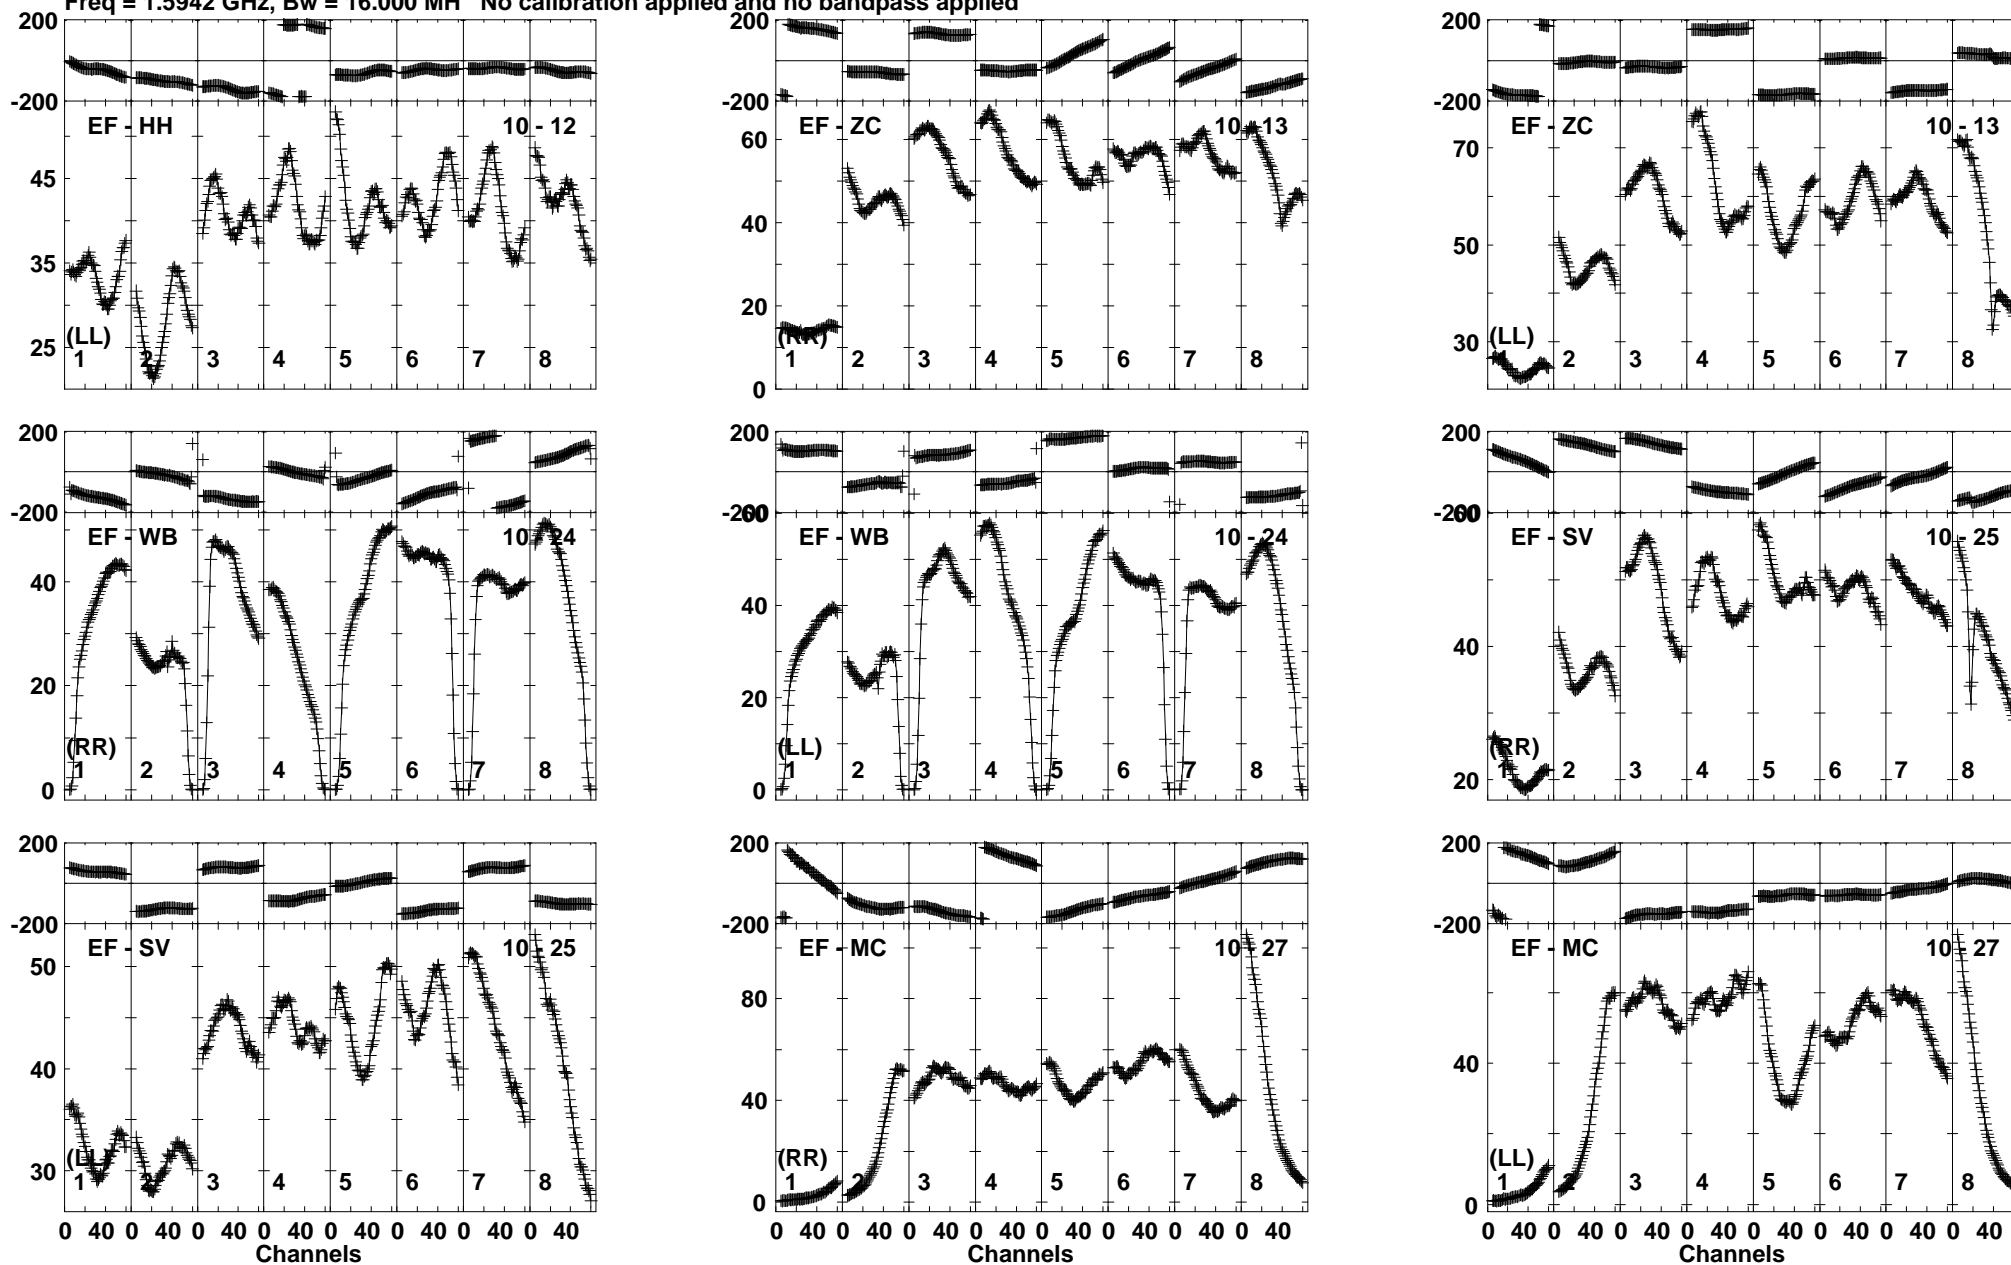 Freq = 1.5942 GHz, Bw = 16.000 MH No calibration applied and no bandpass applied
200 200 200
-200 -200 -200
EF - HH 10 - 12 EF - ZC 10 - 13 EF - ZC 10 - 13
60 70
45
40 50
35
20 30
(LL) (RR) (LL)
25
1 2 3 4 5 6 7 8 1 2 3 4 5 6 7 8 1 2 3 4 5 6 7 8
0
200 200 200
-200 -200 60 -200 60
EF - WB 10 - 24 EF - WB 10 - 24 EF - SV 10 - 25
40 40 40
20 20
(RR) (LL) (RR)
1 2 3 4 5 6 7 8 1 2 3 4 5 6 7 8 1 2 3 4 5 6 7 8
0 0 20
200 200 200
-200 -200 -200
EF - SV 10 - 25 EF - MC 10 - 27 EF - MC 10 - 27
50 80
40 40 40
30
(LL) (RR) (LL)
1 2 3 4 5 6 7 8 1 2 3 4 5 6 7 8 1 2 3 4 5 6 7 8
0 0
0 40 0 40 0 40 0 40 0 40 0 40 0 40 0 40 0 40 0 40 0 40 0 40 0 40 0 40 0 40 0 40 0 40 0 40 0 40 0 40 0 40 0 40 0 40 0 40
Channels Channels Channels